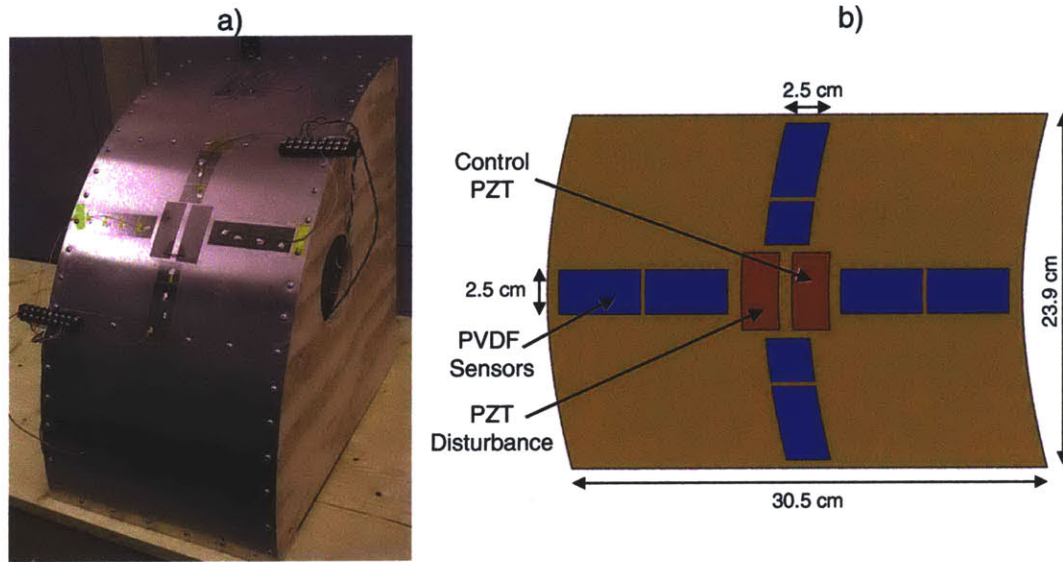 a)
b)
2.5 cm
Control
PZT
2.5 cm
PVDF
Sensors
PZT
Disturbance
23.9 cm
30.5 cm